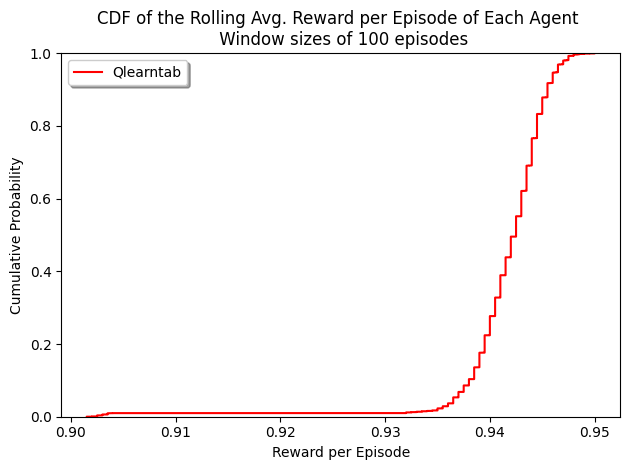 CDF of the Rolling Avg. Reward per Episode of Each Agent
Window sizes of 100 episodes
Qlearntab
1.0
0.8
0.6
0.4
0.2
0.0
Cumulative Probability
0.90 0.91 0.92 0.93 0.94 0.95
Reward per Episode